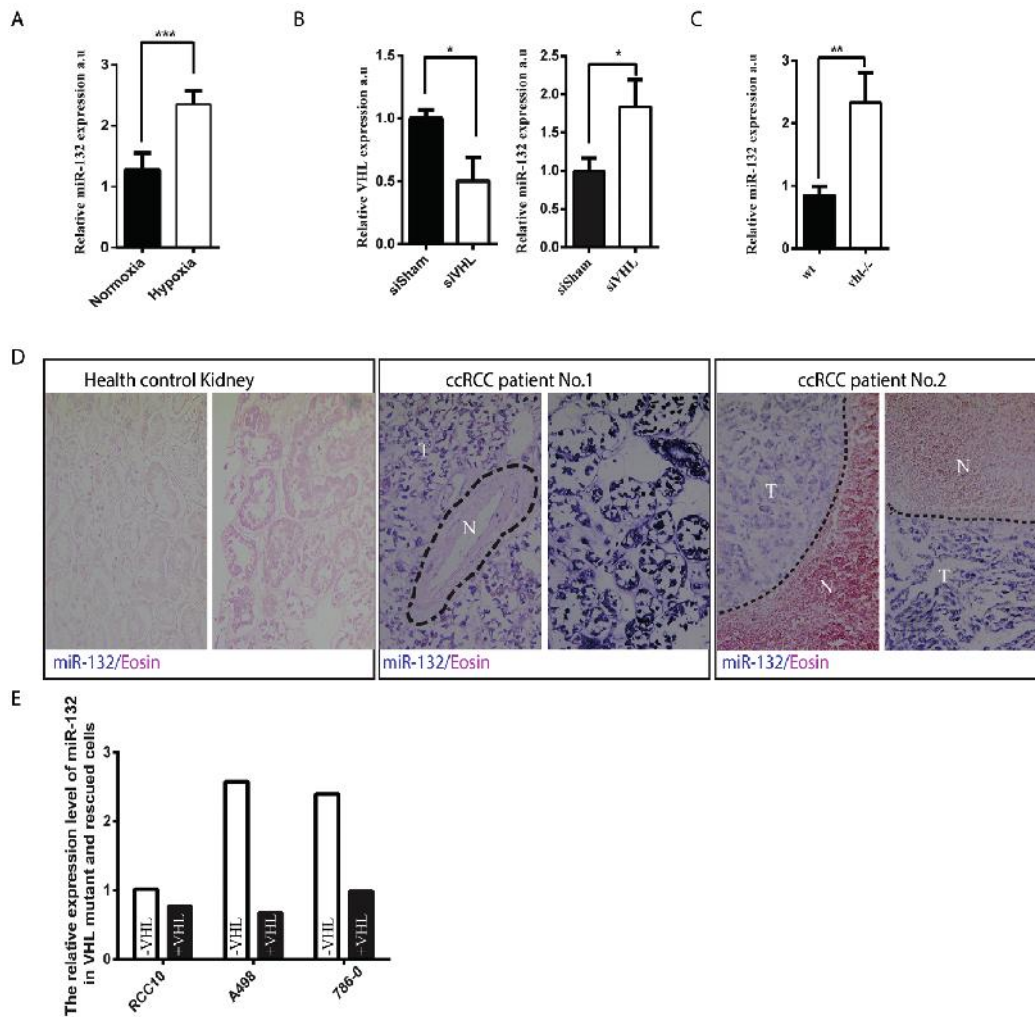 A
***
Relative miR-132 expression a.u
3
2
1
0
Normoxia
Hypoxia
B
*
Relative VHL expression a.u
1.5
1.0
0.5
0.0
siSham
siVHL
*
Relative miR-132 expression a.u
2.5
2.0
1.5
1.0
0.5
0.0
siSham
siVHL
C
**
Relative miR-132 expression a.u
3
2
1
0
wt
vhl-/-
D
Health control Kidney
miR-132/Eosin
ccRCC patient No.1
T
N
miR-132/Eosin
ccRCC patient No.2
T
N
N
T
miR-132/Eosin
E
The relative expression level of miR-132
in VHL mutant and rescued cells
3
2
1
0
-VHL
+VHL
-VHL
+VHL
-VHL
+VHL
RCC10
A498
786-0